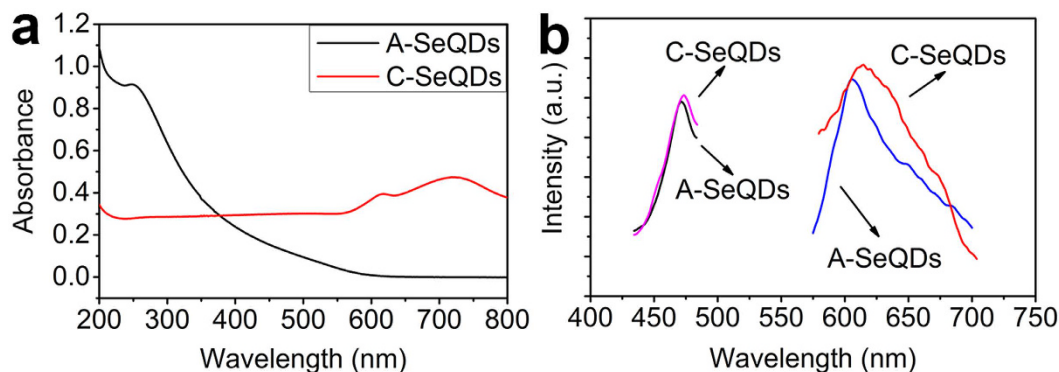 a
1.2
1.0
0.8
0.6
0.4
0.2
0.0
Absorbance
A-SeQDs
C-SeQDs
200 300 400 500 600 700 800
Wavelength (nm)
b
Intensity (a.u.)
C-SeQDs
A-SeQDs
C-SeQDs
A-SeQDs
400 450 500 550 600 650 700 750
Wavelength (nm)